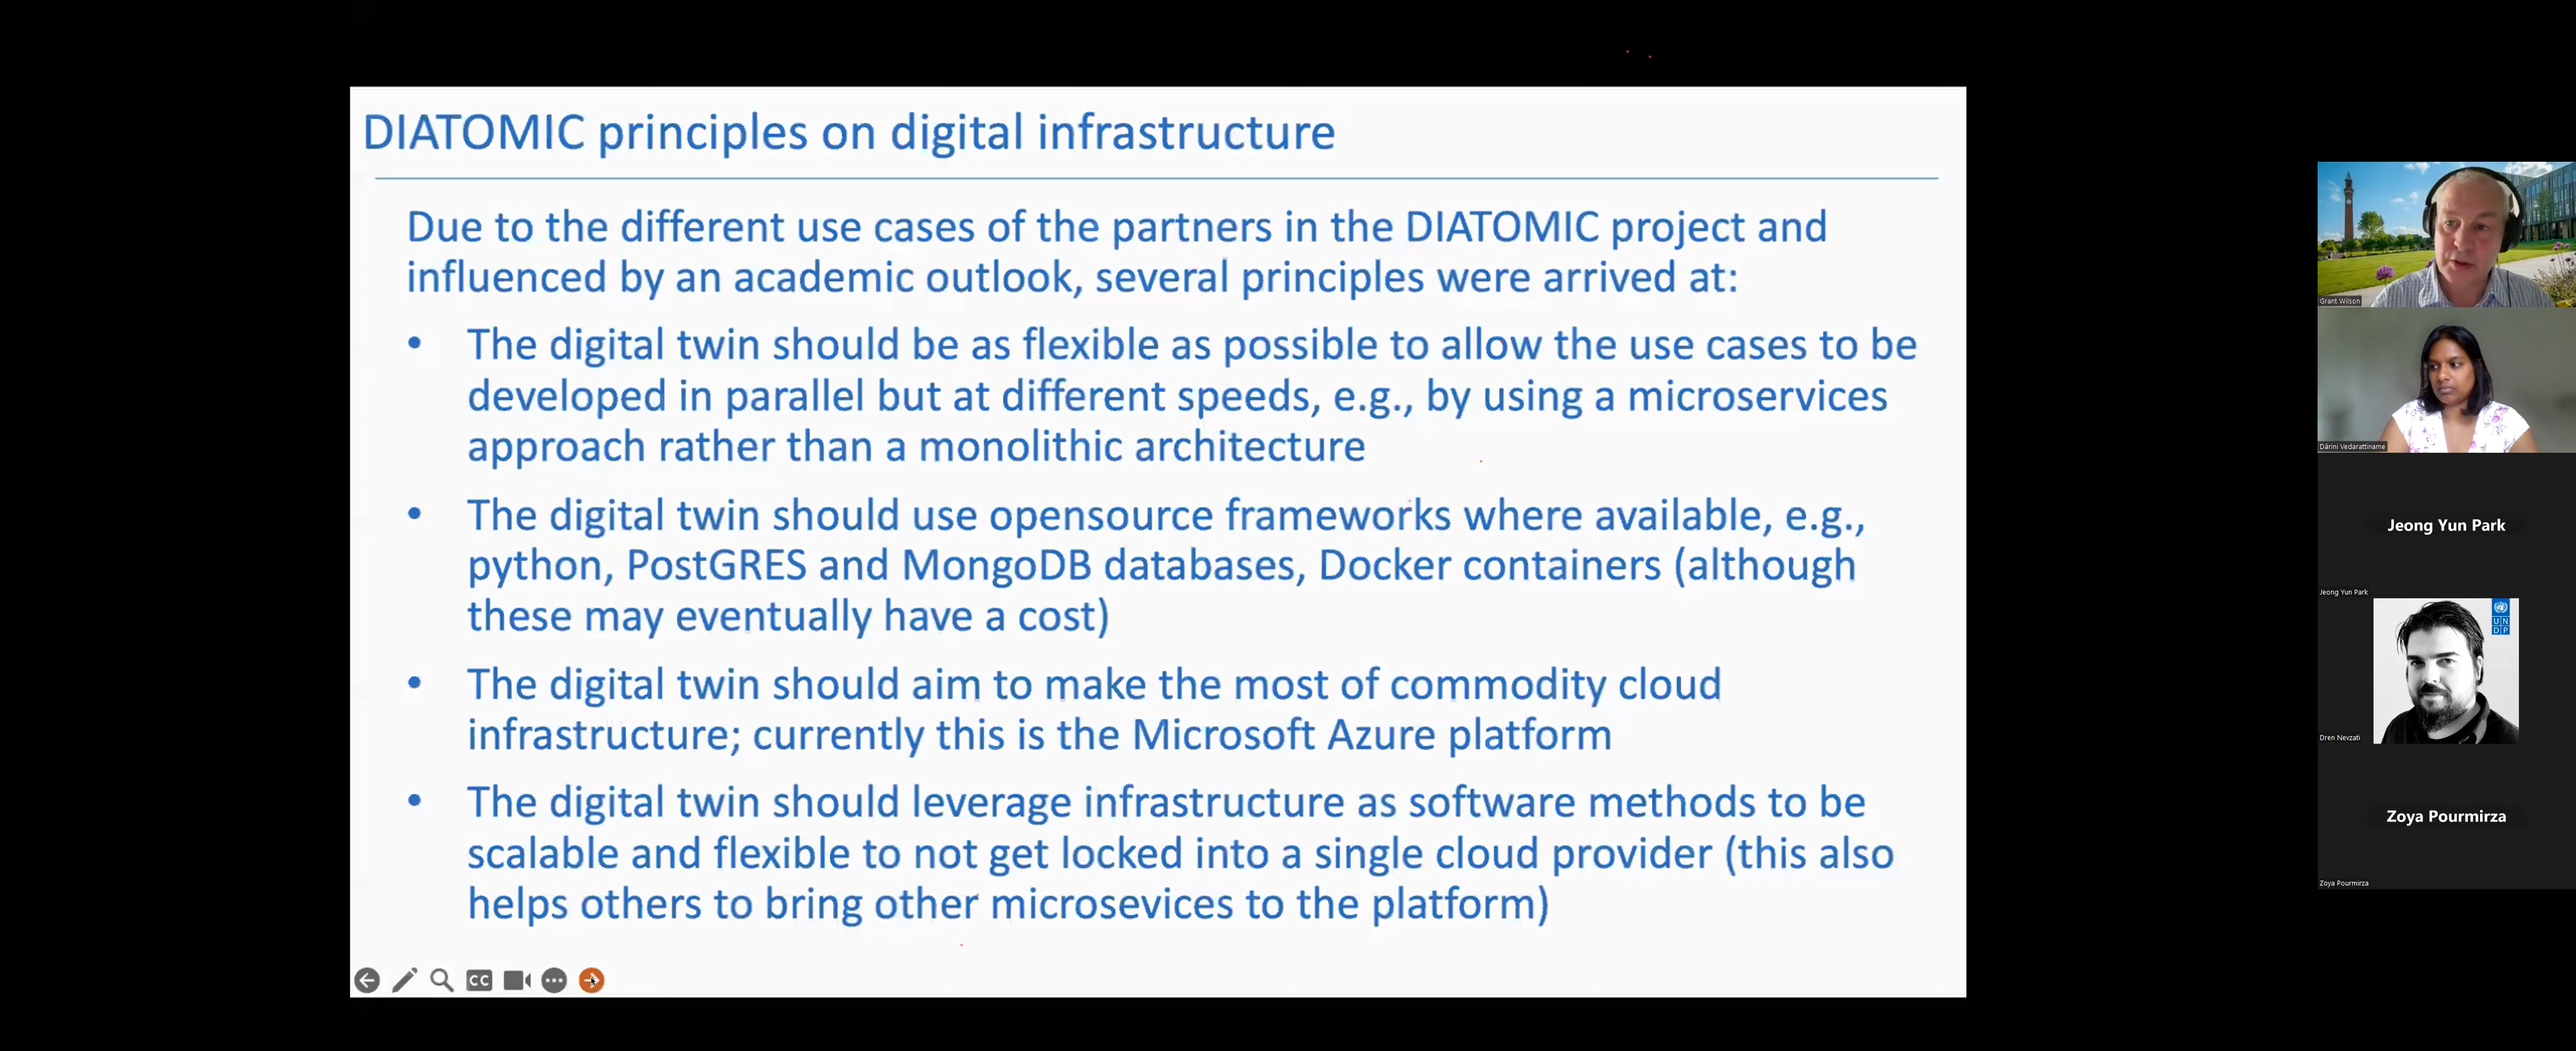 DIATOMIC principles on digital infrastructure
Due to the different use cases of the partners in the DIATOMIC project and
influenced by an academic outlook, several principles were arrived at:
• The digital twin should be as flexible as possible to allow the use cases to be
developed in parallel but at different speeds, e.g., by using a microservices
approach rather than a monolithic architecture
• The digital twin should use opensource frameworks where available, e.g.,
python, PostGRES and MongoDB databases, Docker containers (although
these may eventually have a cost)
• The digital twin should aim to make the most of commodity cloud
infrastructure; currently this is the Microsoft Azure platform
• The digital twin should leverage infrastructure as software methods to be
scalable and flexible to not get locked into a single cloud provider (this also
helps others to bring other microsevices to the platform)
CC
Grant Wilson
Dárini Vedarattiname
Jeong Yun Park
Jeong Yun Park
UN
DP
Dren Nevzati
Zoya Pourmirza
Zoya Pourmirza